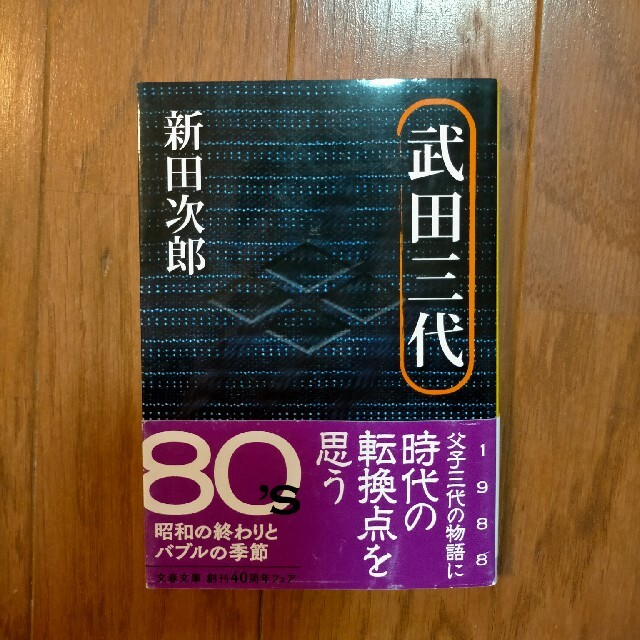 武田三代
新田次郎
1988
父子三代の物語に
時代の
転換点を
思う
80's
昭和の終わりと
バブルの季節
文春文庫 創刊40周年フェア